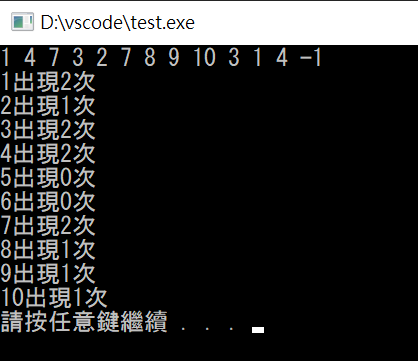 D:\vscode\test.exe
1 4 7 3 2 7 8 9 10 3 1 4 -1
1出現2次
2出現1次
3出現2次
4出現2次
5出現0次
6出現0次
7出現2次
8出現1次
9出現1次
10出現1次
請按任意鍵繼續 . . .